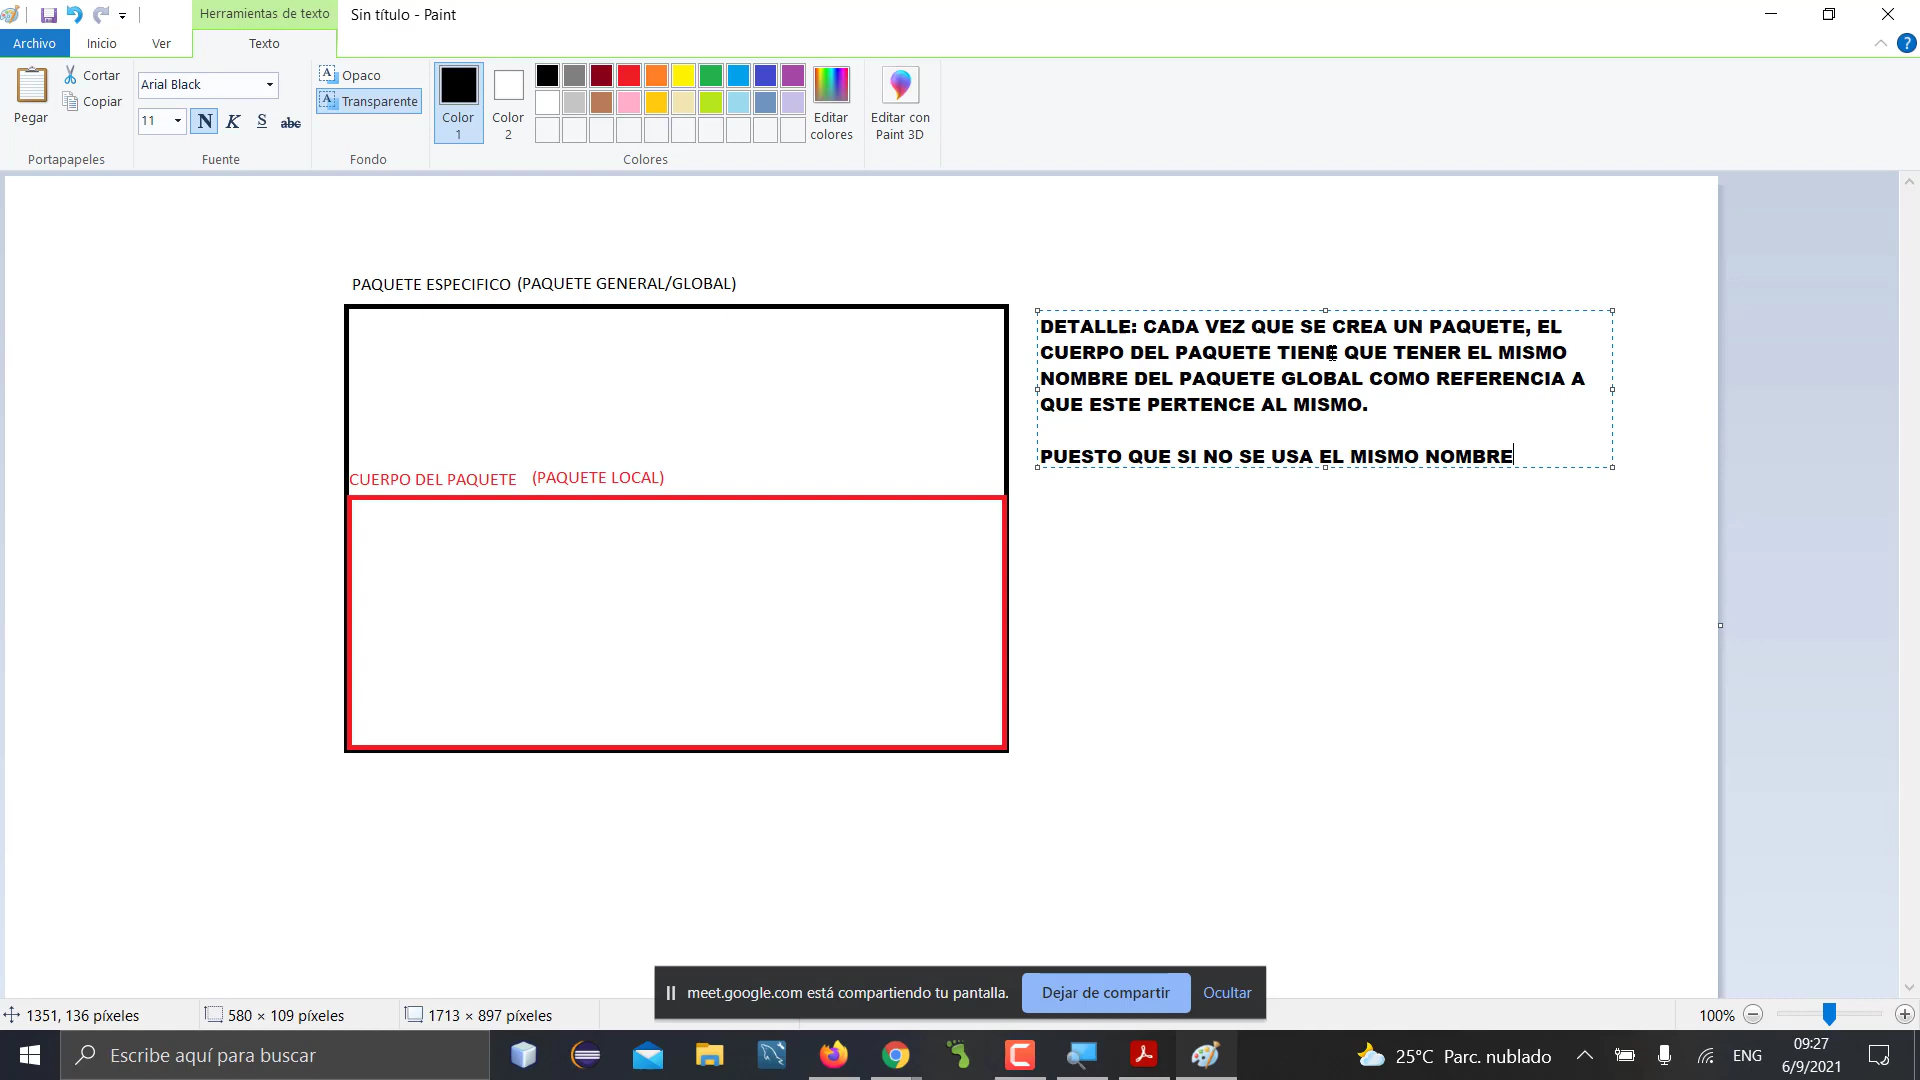 Herramientas de texto
Sin título - Paint
Archivo
Inicio
Ver
Texto
Pegar
Cortar
Copiar
Portapapeles
Arial Black
11
N K S abc
Fuente
Opaco
Transparente
Fondo
Color 1
Color 2
Editar colores
Colores
Editar con Paint 3D
PAQUETE ESPECIFICO (PAQUETE GENERAL/GLOBAL)
DETALLE: CADA VEZ QUE SE CREA UN PAQUETE, EL
CUERPO DEL PAQUETE TIENE QUE TENER EL MISMO
NOMBRE DEL PAQUETE GLOBAL COMO REFERENCIA A
QUE ESTE PERTENCE AL MISMO.
PUESTO QUE SI NO SE USA EL MISMO NOMBRE
CUERPO DEL PAQUETE (PAQUETE LOCAL)
meet.google.com está compartiendo tu pantalla.
Dejar de compartir
Ocultar
1351, 136 píxeles
580 × 109 píxeles
1713 × 897 píxeles
100%
Escribe aquí para buscar
25°C Parc. nublado
ENG
09:27
6/9/2021